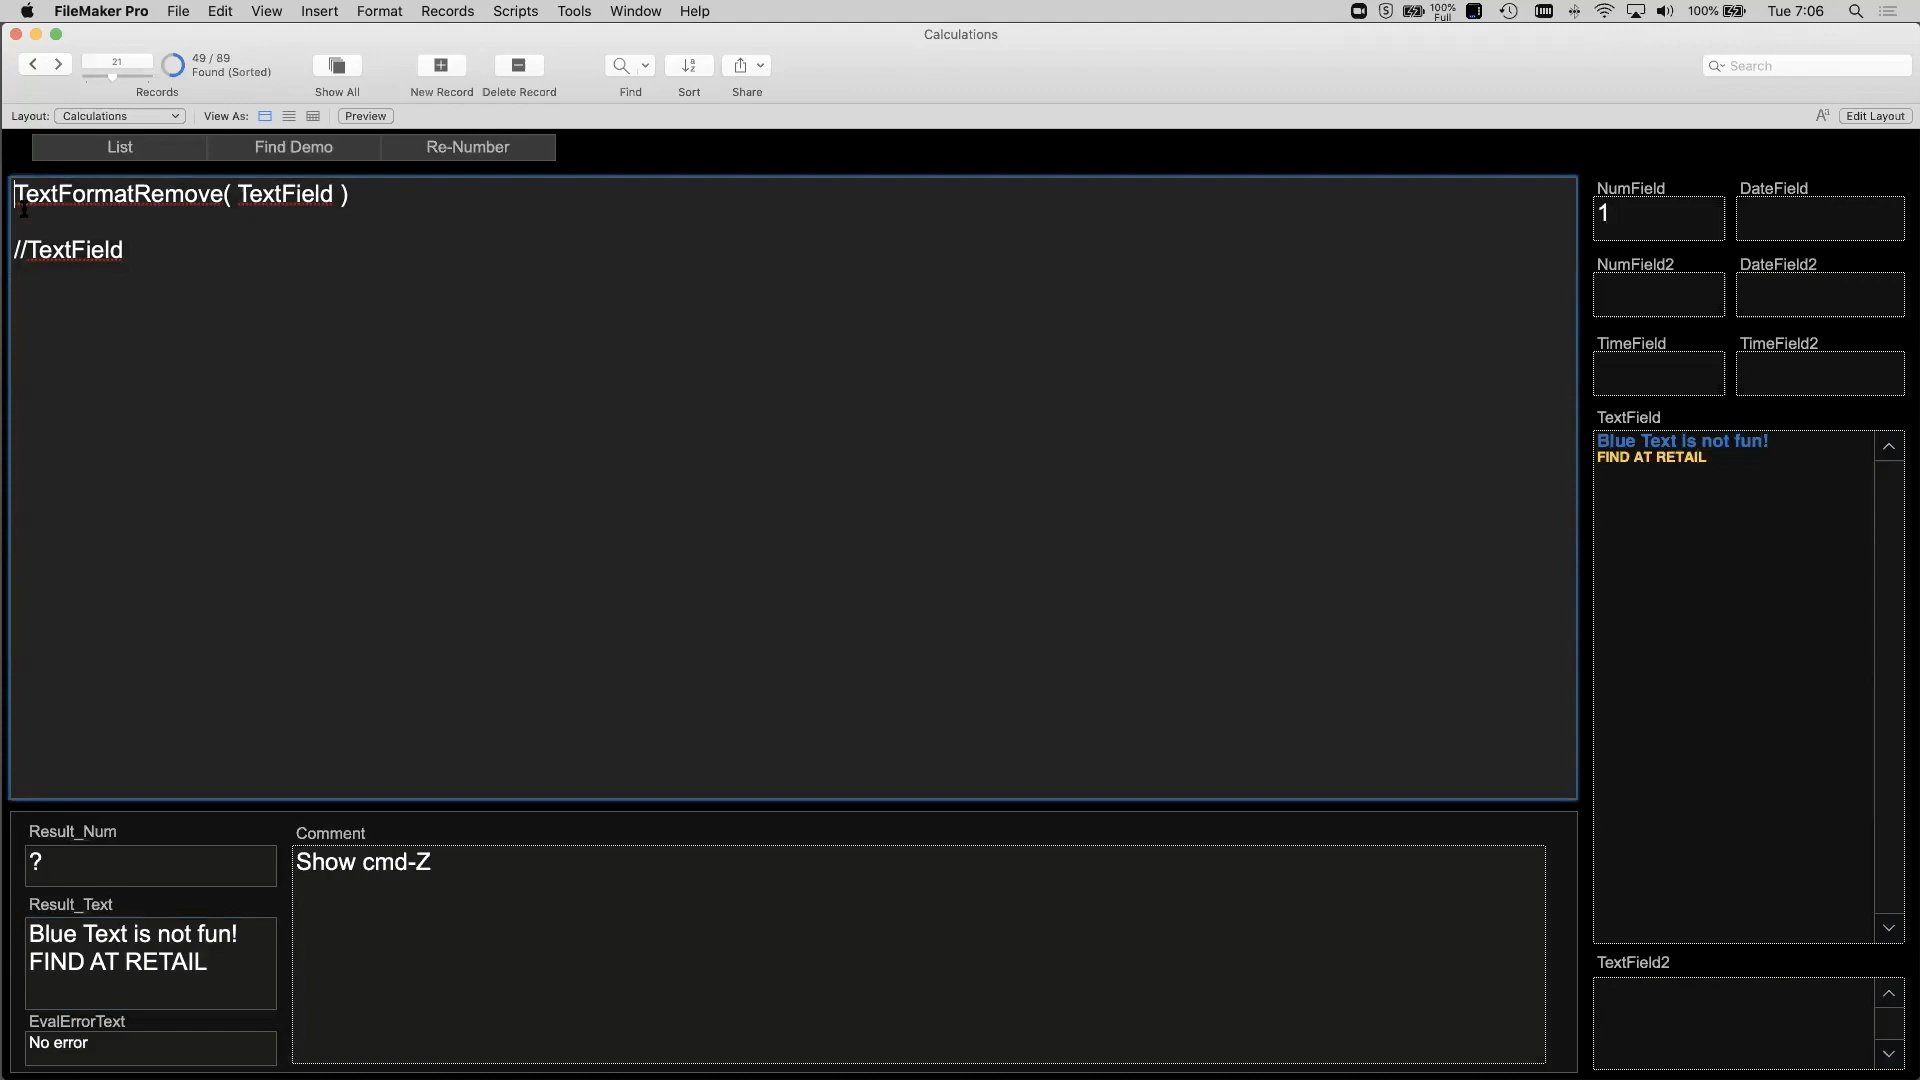 FileMaker Pro File Edit View Insert Format Records Scripts Tools Window Help 100% Full 100% Tue 7:06
Calculations
21 49 / 89 Found (Sorted) Search
Records Show All New Record Delete Record Find Sort Share
Layout: Calculations View As: Preview Edit Layout
List Find Demo Re-Number
TextFormatRemove( TextField )
//TextField
NumField DateField
1
NumField2 DateField2
TimeField TimeField2
TextField
Blue Text is not fun!
FIND AT RETAIL
Result_Num
?
Result_Text
Blue Text is not fun!
FIND AT RETAIL
EvalErrorText
No error
Comment
Show cmd-Z
TextField2